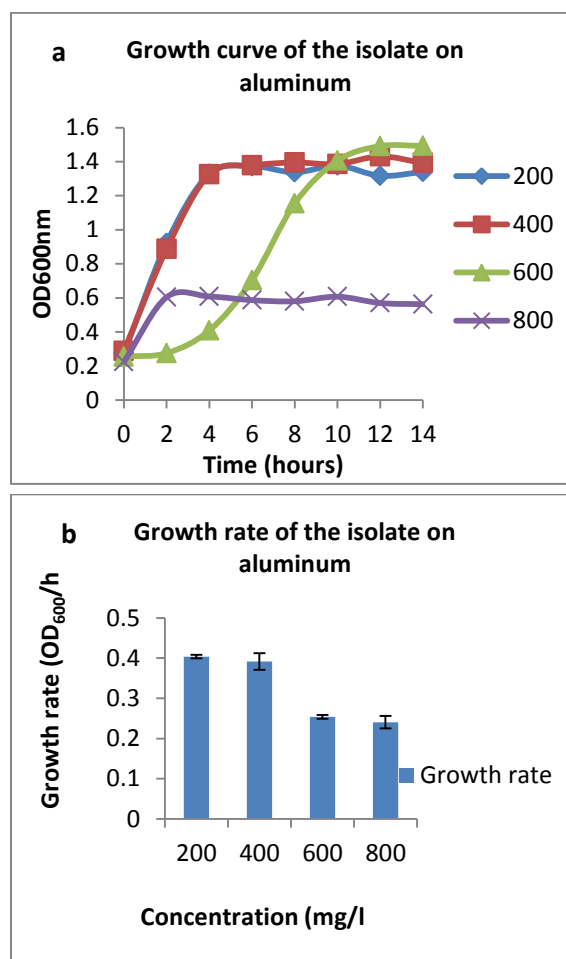 a
Growth curve of the isolate on
aluminum
OD600nm
1.6
1.4
1.2
1
0.8
0.6
0.4
0.2
0
0 2 4 6 8 10 12 14
Time (hours)
200
400
600
800
b
Growth rate of the isolate on
aluminum
Growth rate (OD600/h
0.5
0.4
0.3
0.2
0.1
0
200 400 600 800
Growth rate
Concentration (mg/l